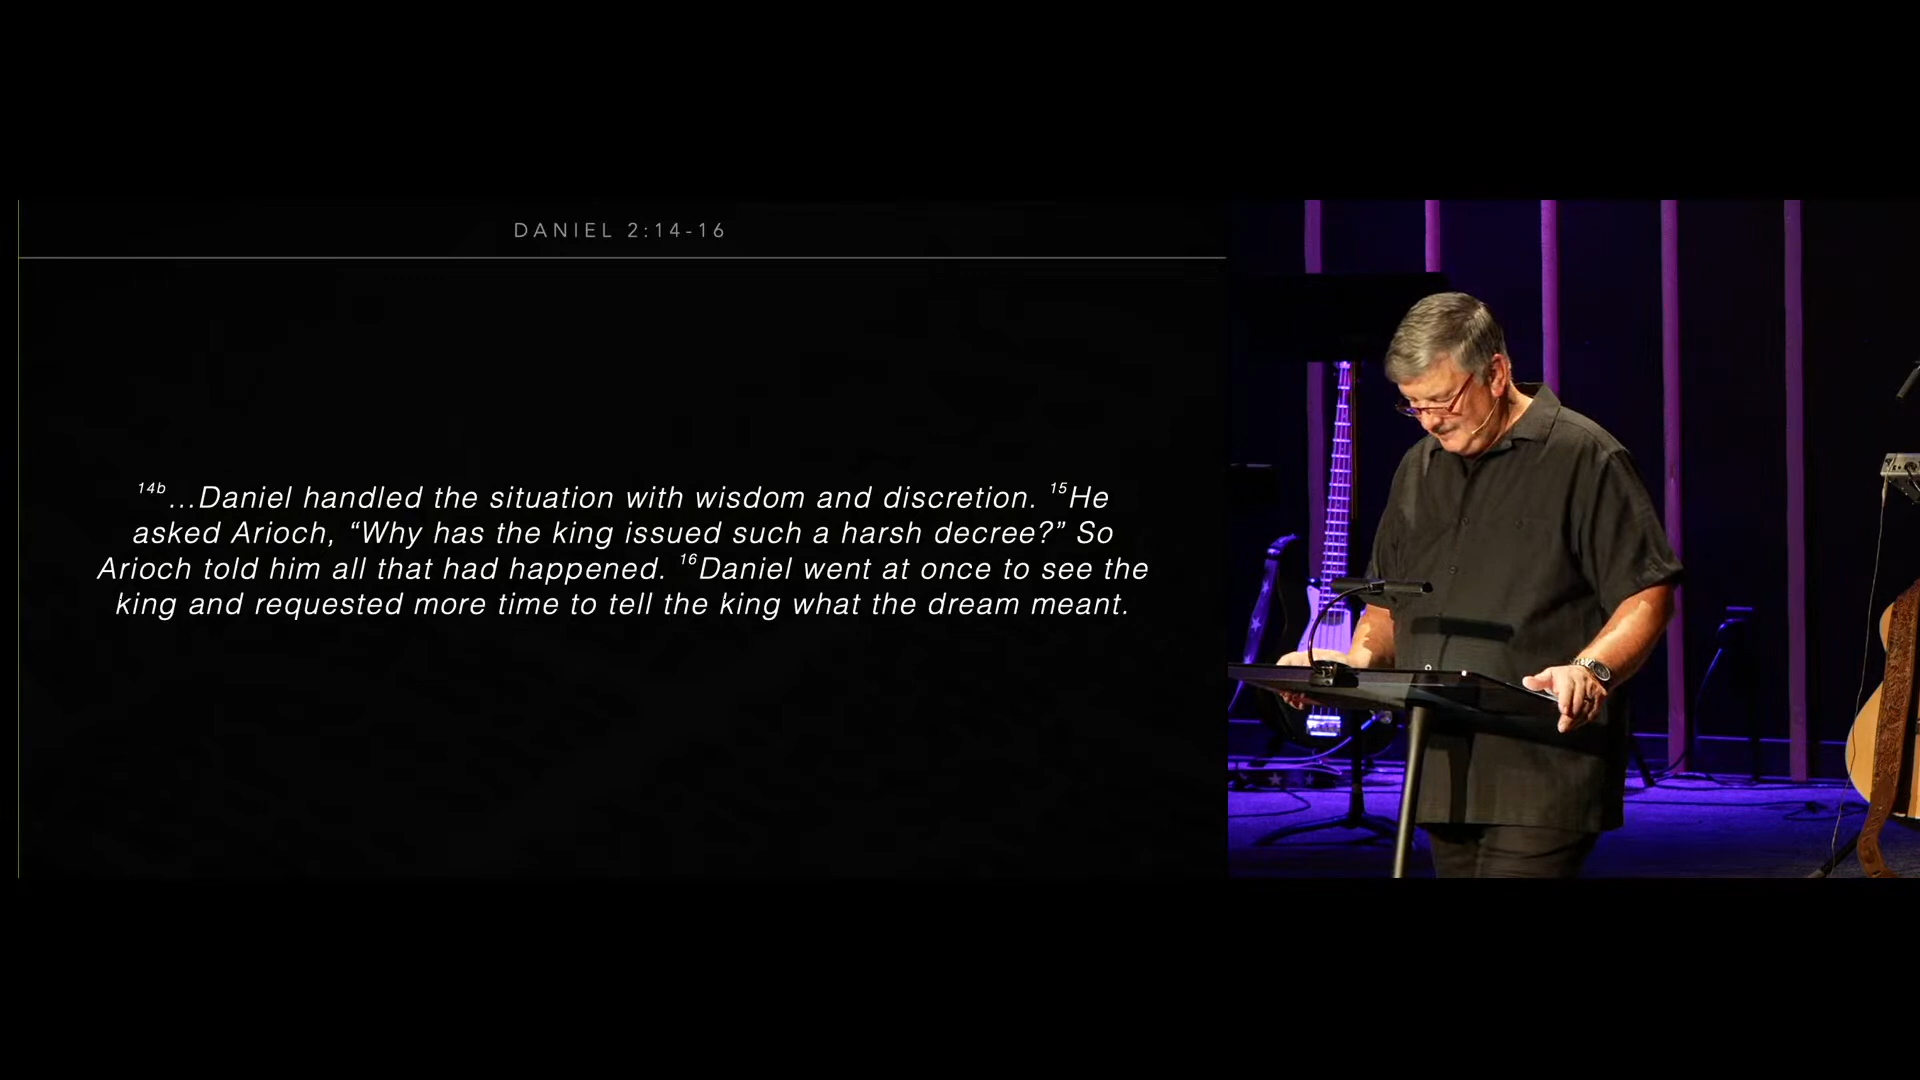 DANIEL 2:14-16
14b...Daniel handled the situation with wisdom and discretion. 15He
asked Arioch, “Why has the king issued such a harsh decree?” So
Arioch told him all that had happened. 16Daniel went at once to see the
king and requested more time to tell the king what the dream meant.